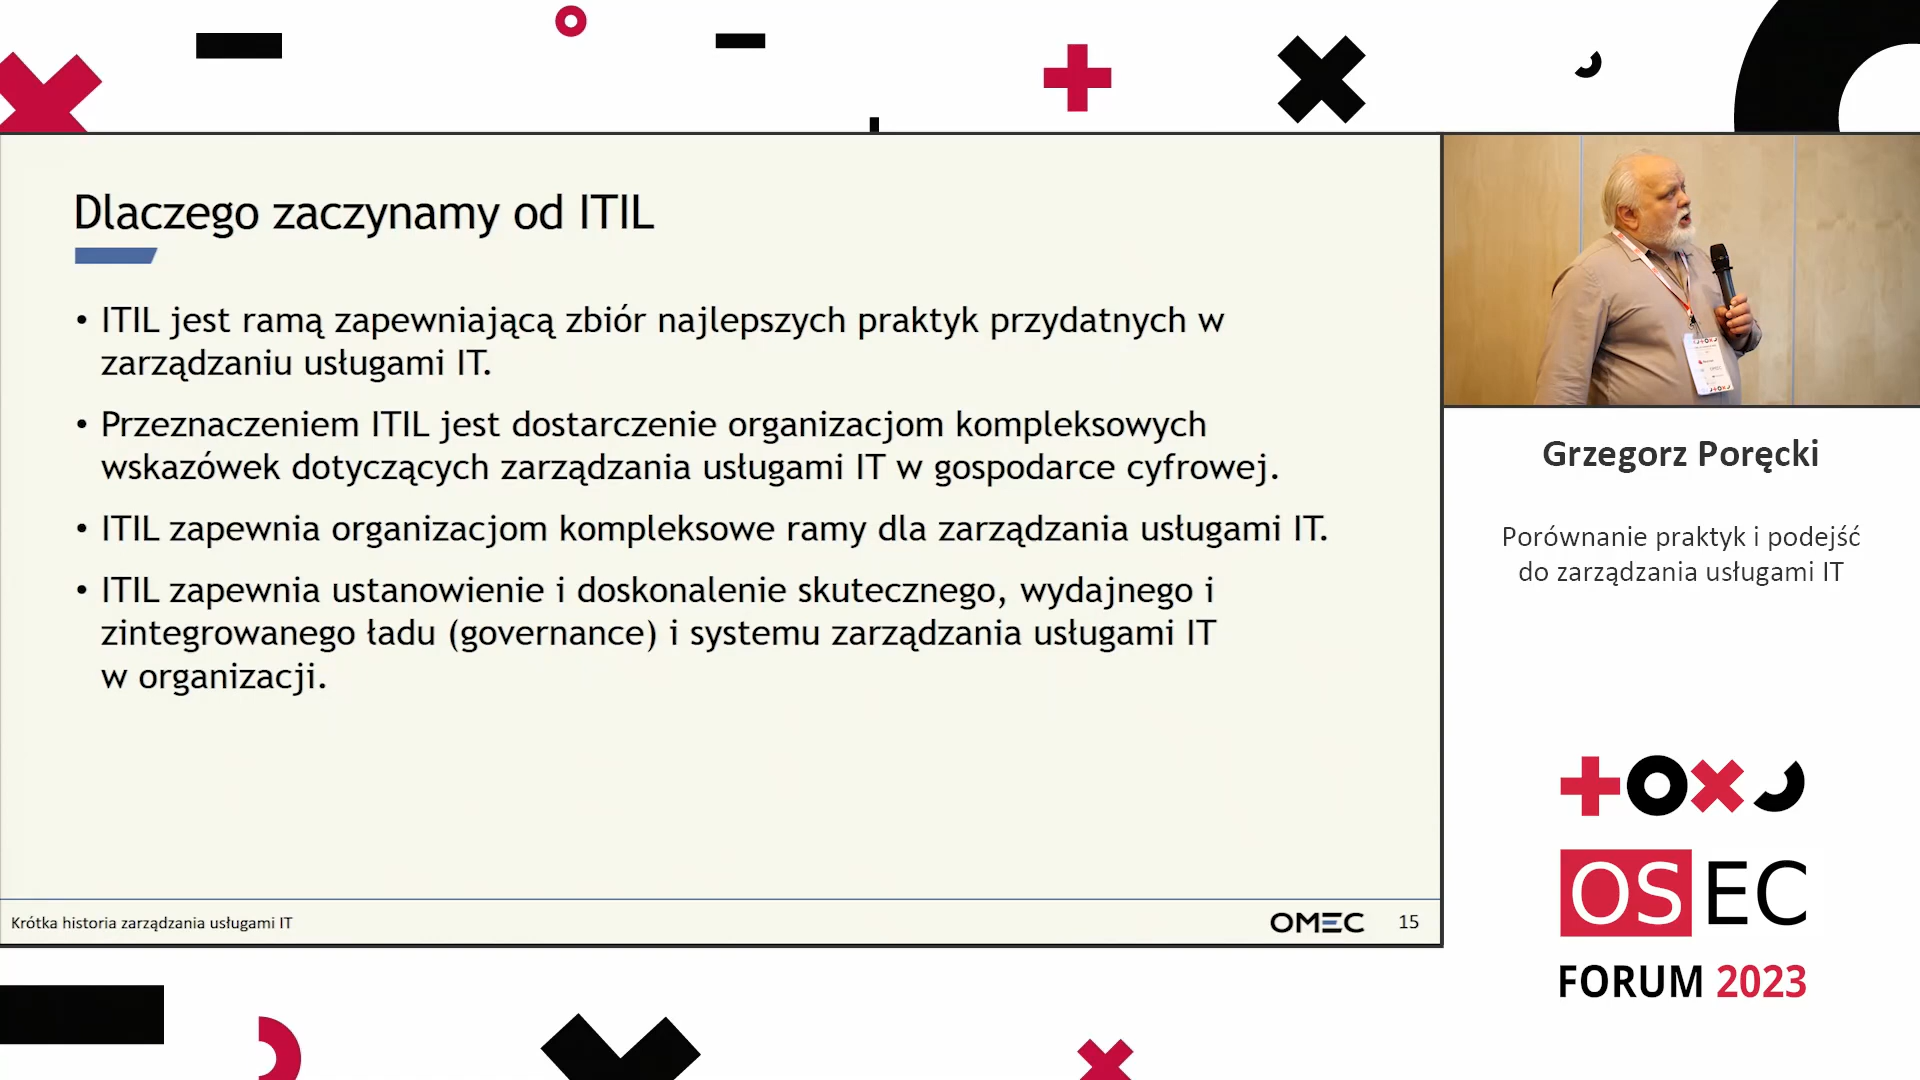 Dlaczego zaczynamy od ITIL
• ITIL jest ramą zapewniającą zbiór najlepszych praktyk przydatnych w
zarządzaniu usługami IT.
• Przeznaczeniem ITIL jest dostarczenie organizacjom kompleksowych
wskazówek dotyczących zarządzania usługami IT w gospodarce cyfrowej.
• ITIL zapewnia organizacjom kompleksowe ramy dla zarządzania usługami IT.
• ITIL zapewnia ustanowienie i doskonalenie skutecznego, wydajnego i
zintegrowanego ładu (governance) i systemu zarządzania usługami IT
w organizacji.
Krótka historia zarządzania usługami IT
OMEC
15
Grzegorz Poręcki
Porównanie praktyk i podejść
do zarządzania usługami IT
OSEC
FORUM 2023